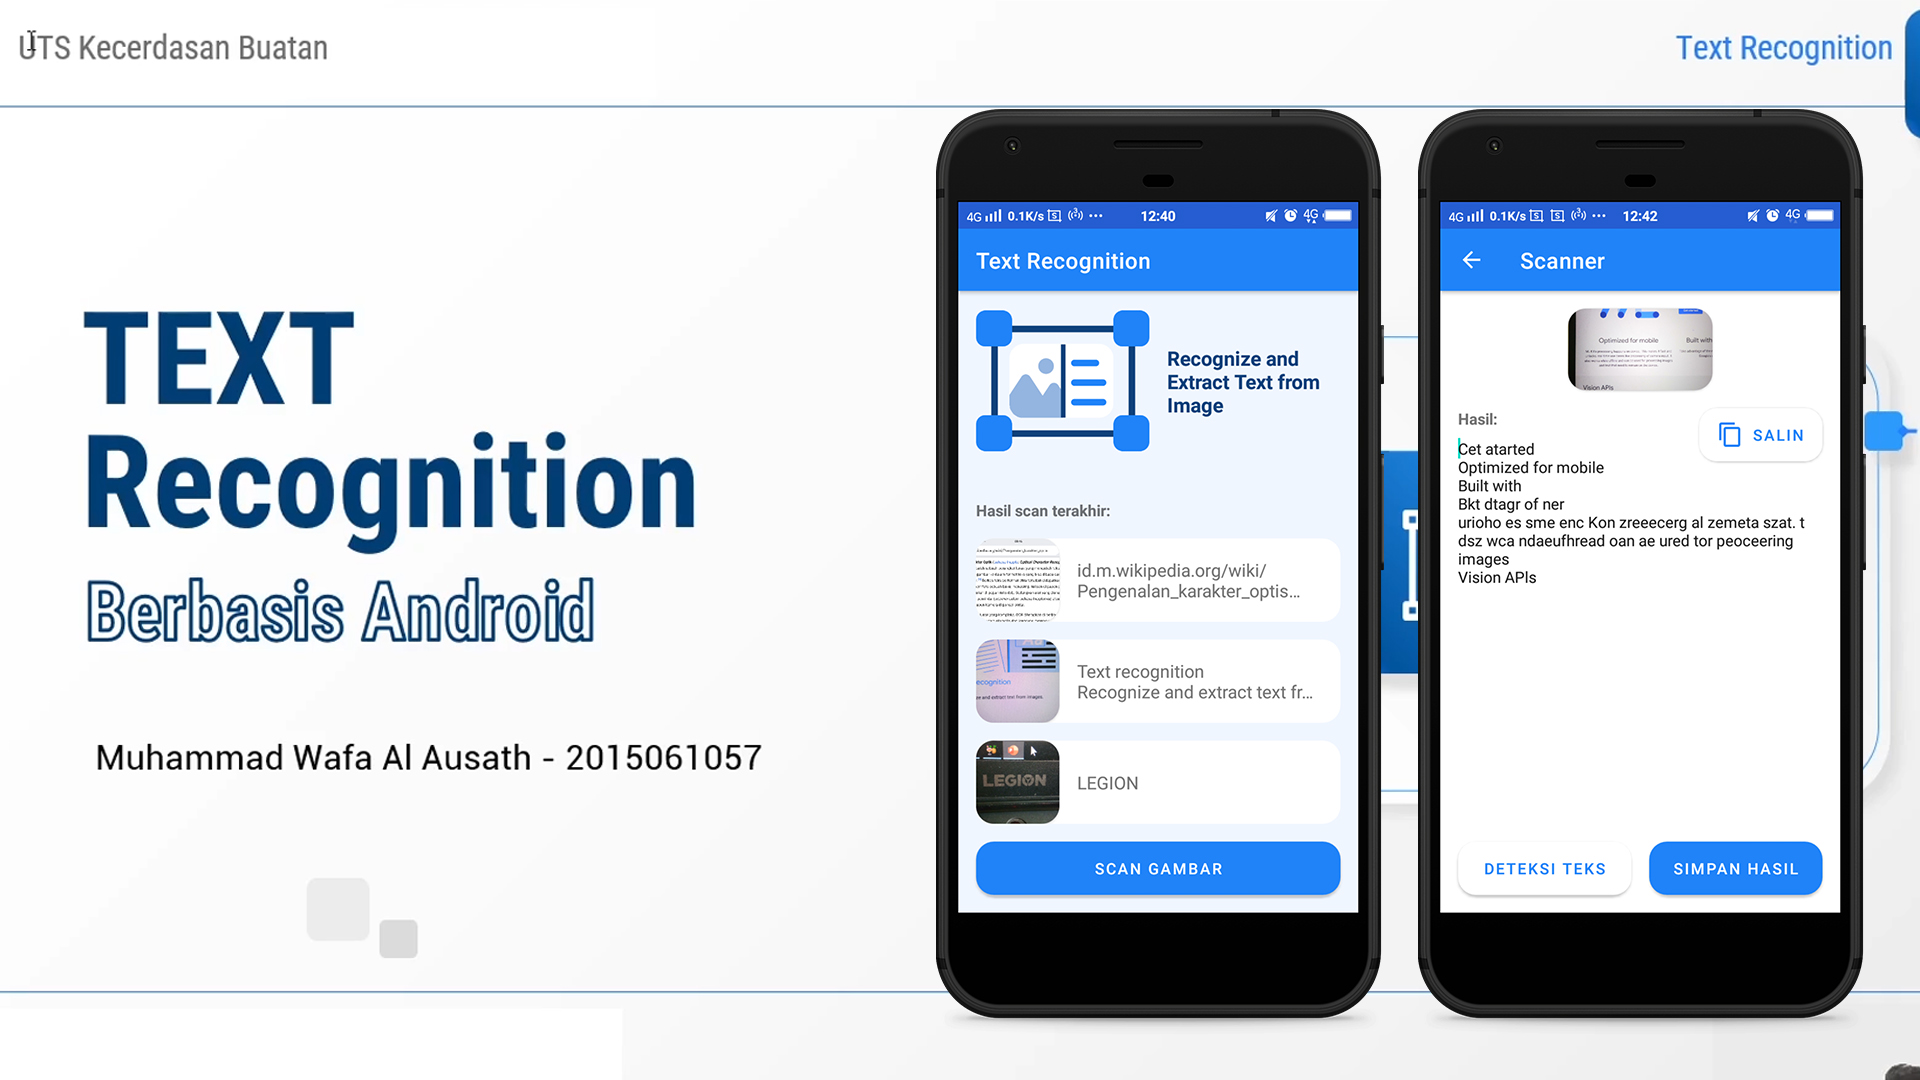 UTS Kecerdasan Buatan
Text Recognition
TEXT
Recognition
Berbasis Android
Muhammad Wafa Al Ausath - 2015061057
4G 0.1K/s 12:40 4G
Text Recognition
Recognize and
Extract Text from
Image
Hasil scan terakhir:
id.m.wikipedia.org/wiki/
Pengenalan_karakter_optis...
ecognition
Text recognition
Recognize and extract text fr...
LEGION
LEGION
SCAN GAMBAR
4G 0.1K/s 12:42 4G
Scanner
Optimized for mobile
Built with
Vision APIs
Hasil:
SALIN
Cet atarted
Optimized for mobile
Built with
Bkt dtagr of ner
urioho es sme enc Kon zreeecerg al zemeta szat. t
dsz wca ndaeufhread oan ae ured tor peoceering
images
Vision APIs
DETEKSI TEKS
SIMPAN HASIL